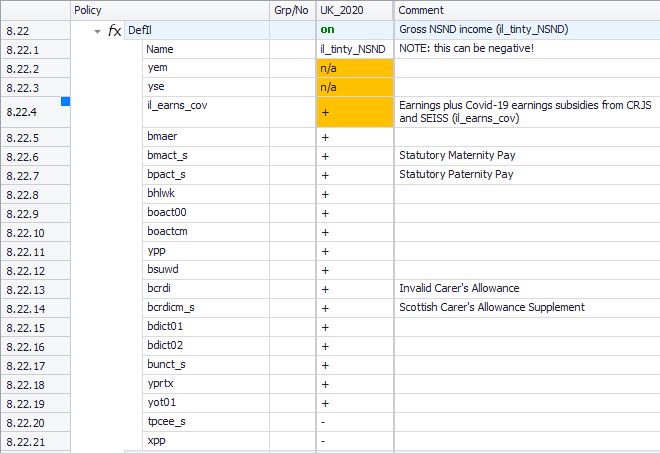 Policy Grp/No UK_2020 Comment
8.22 fx DefIl on Gross NSND income (il_tinty_NSND)
8.22.1 Name il_tinty_NSND NOTE: this can be negative!
8.22.2 yem n/a
8.22.3 yse n/a
8.22.4 il_earns_cov + Earnings plus Covid-19 earnings subsidies from CRJS
and SEISS (il_earns_cov)
8.22.5 bmaer +
8.22.6 bmact_s + Statutory Maternity Pay
8.22.7 bpact_s + Statutory Paternity Pay
8.22.8 bhlwk +
8.22.9 boact00 +
8.22.10 boactcm +
8.22.11 ypp +
8.22.12 bsuwd +
8.22.13 bcrdi + Invalid Carer's Allowance
8.22.14 bcrdicm_s + Scottish Carer's Allowance Supplement
8.22.15 bdict01 +
8.22.16 bdict02 +
8.22.17 bunct_s +
8.22.18 yprtx +
8.22.19 yot01 +
8.22.20 tpcee_s -
8.22.21 xpp -